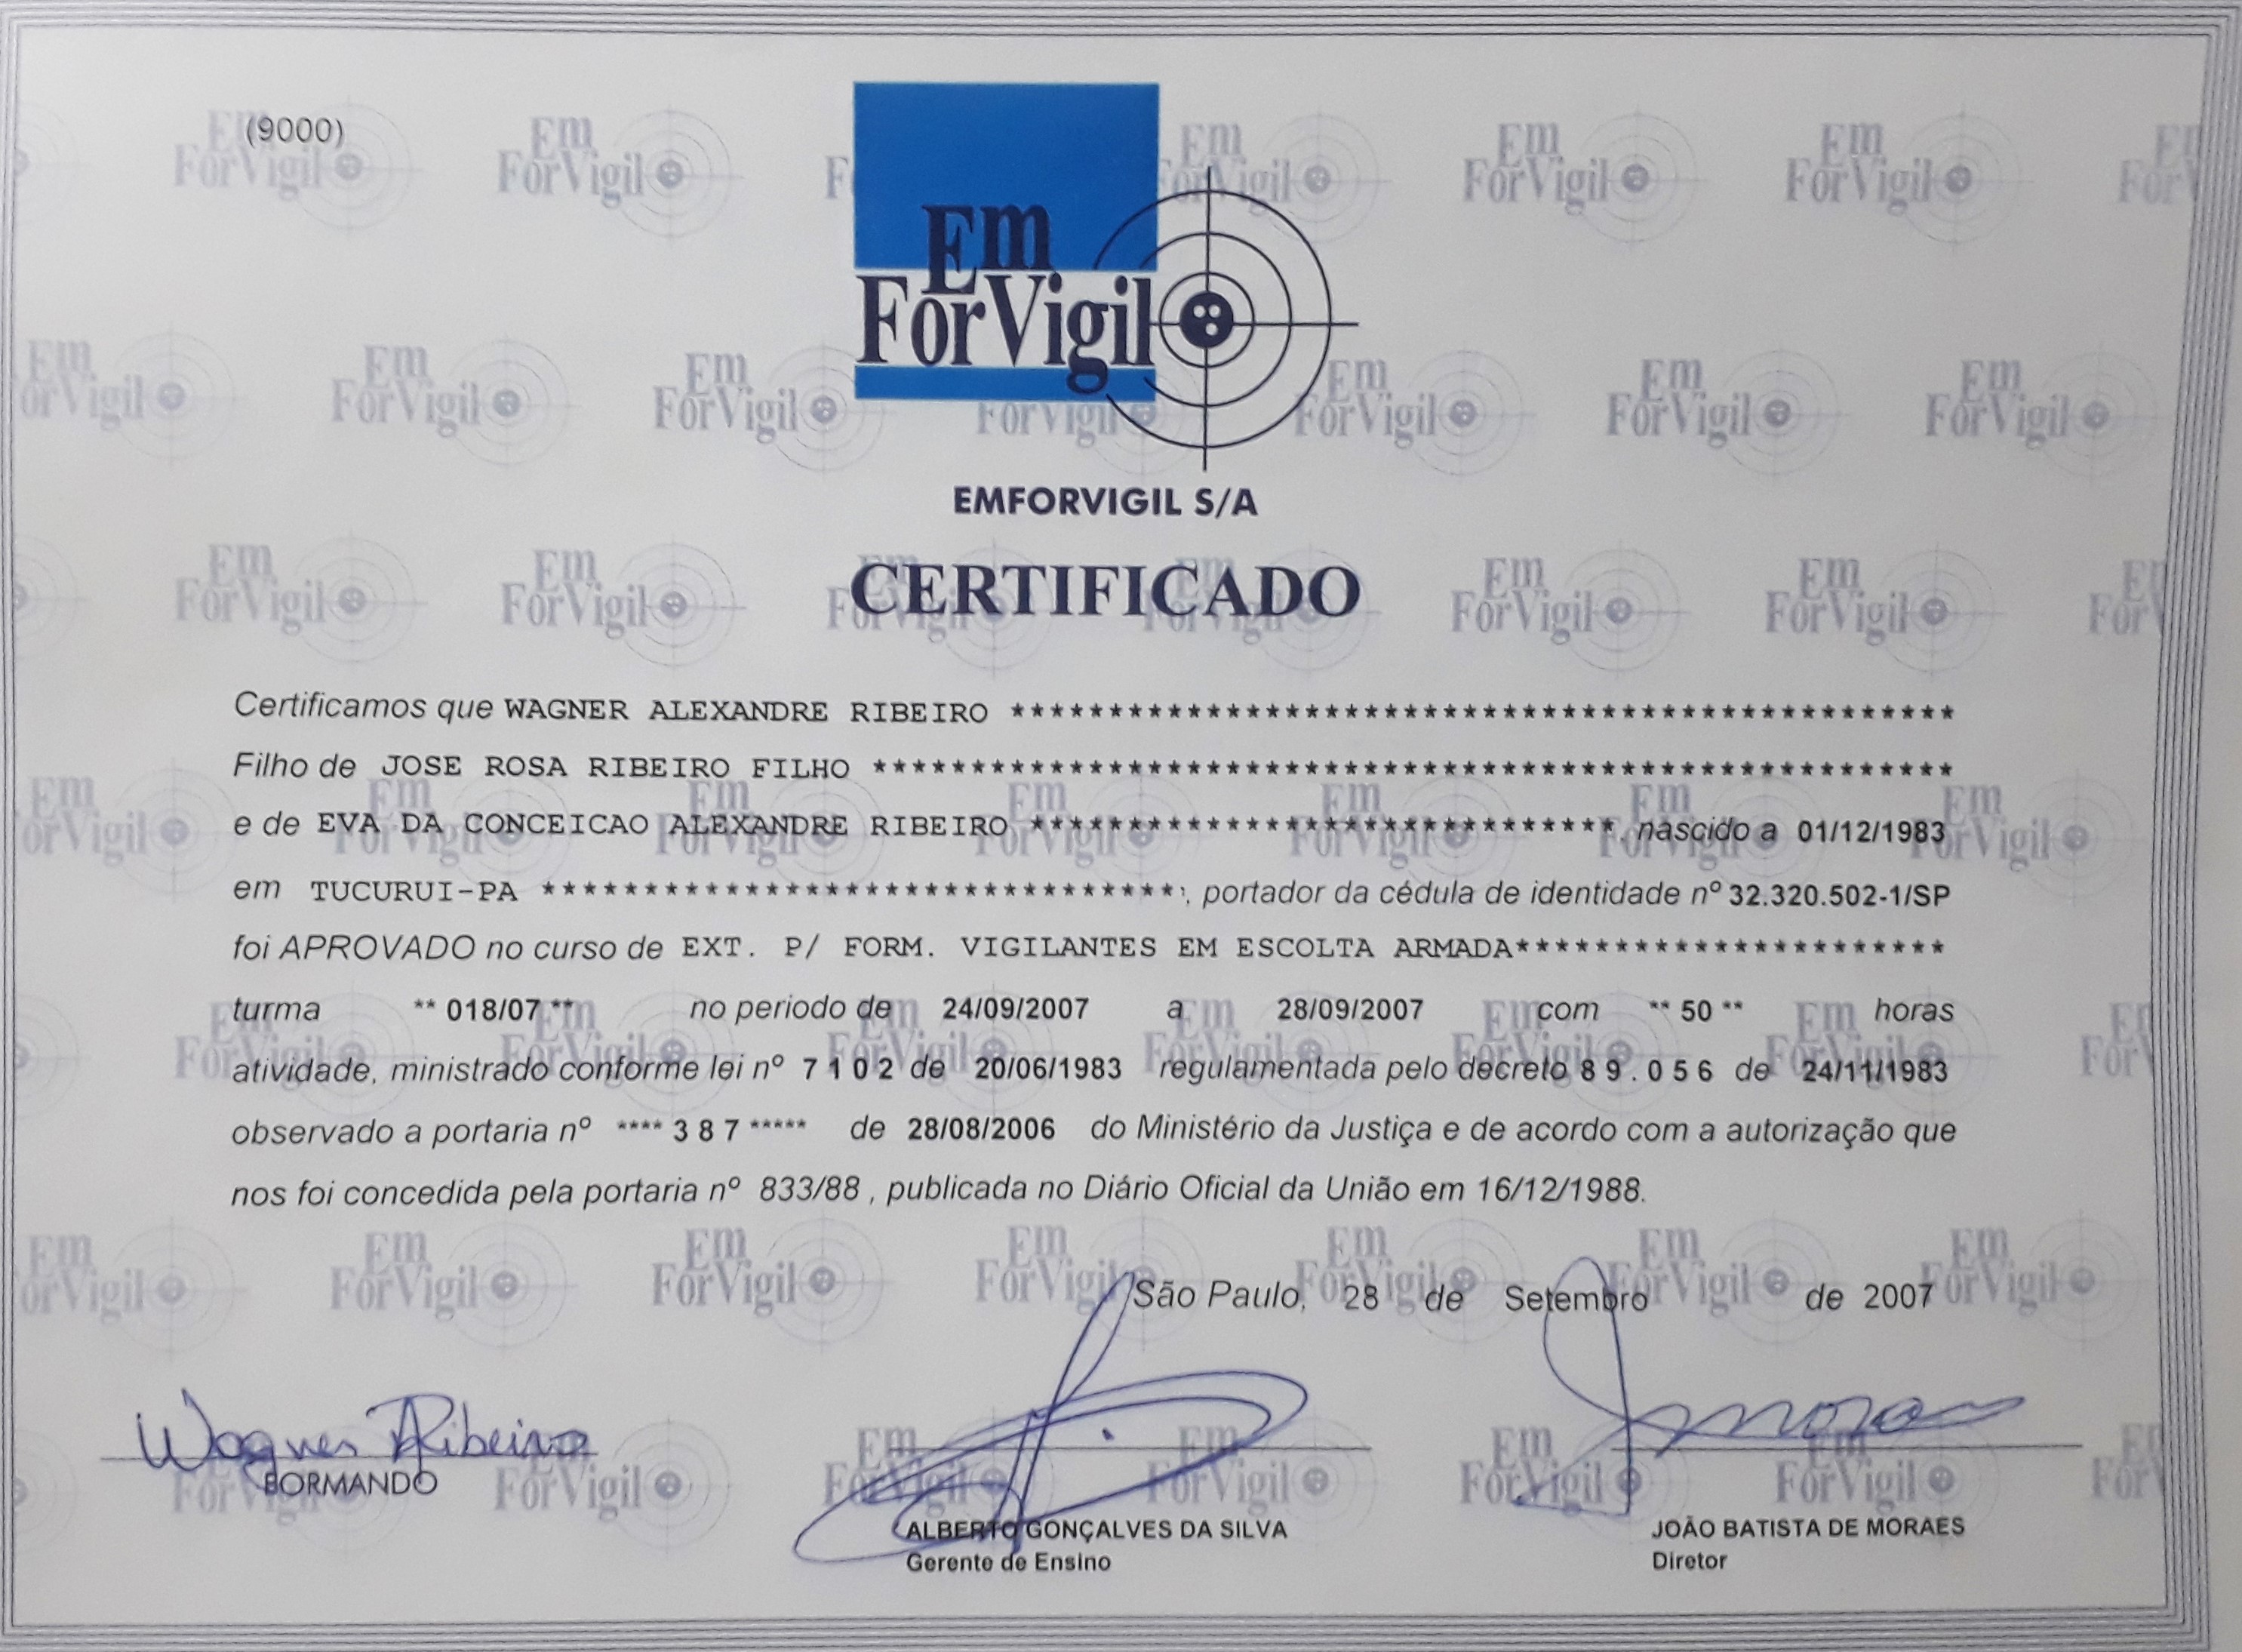 (9000)
Em
ForVigil
EMFORVIGIL S/A
CERTIFICADO
Certificamos que WAGNER ALEXANDRE RIBEIRO ************************************************
Filho de JOSE ROSA RIBEIRO FILHO *******************************************************
e de EVA DA CONCEICAO ALEXANDRE RIBEIRO ******************************, nascido a 01/12/1983
em TUCURUI-PA ********************************, portador da cédula de identidade nº 32.320.502-1/SP
foi APROVADO no curso de EXT. P/ FORM. VIGILANTES EM ESCOLTA ARMADA**********************
turma ** 018/07 ** no periodo de 24/09/2007 a 28/09/2007 com ** 50 ** horas
atividade, ministrado conforme lei nº 7 1 0 2 de 20/06/1983 regulamentada pelo decreto 8 9 . 0 5 6 de 24/11/1983
observado a portaria nº **** 3 8 7 ***** de 28/08/2006 do Ministério da Justiça e de acordo com a autorização que
nos foi concedida pela portaria nº 833/88 , publicada no Diário Oficial da União em 16/12/1988.
São Paulo, 28 de Setembro de 2007
Wagner Ribeiro
FORMANDO
ALBERTO GONÇALVES DA SILVA
Gerente de Ensino
JOÃO BATISTA DE MORAES
Diretor